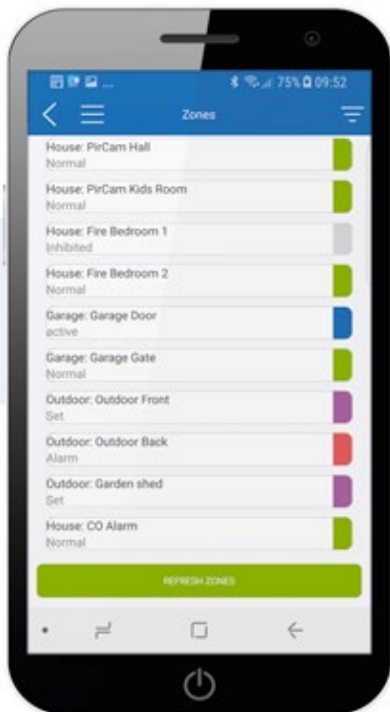 75% 09:52
Zones
House: PirCam Hall
Normal
House: PirCam Kids Room
Normal
House: Fire Bedroom 1
Inhibited
House: Fire Bedroom 2
Normal
Garage: Garage Door
active
Garage: Garage Gate
Normal
Outdoor: Outdoor Front
Set
Outdoor: Outdoor Back
Alarm
Outdoor: Garden shed
Set
House: CO Alarm
Normal
REFRESH ZONES